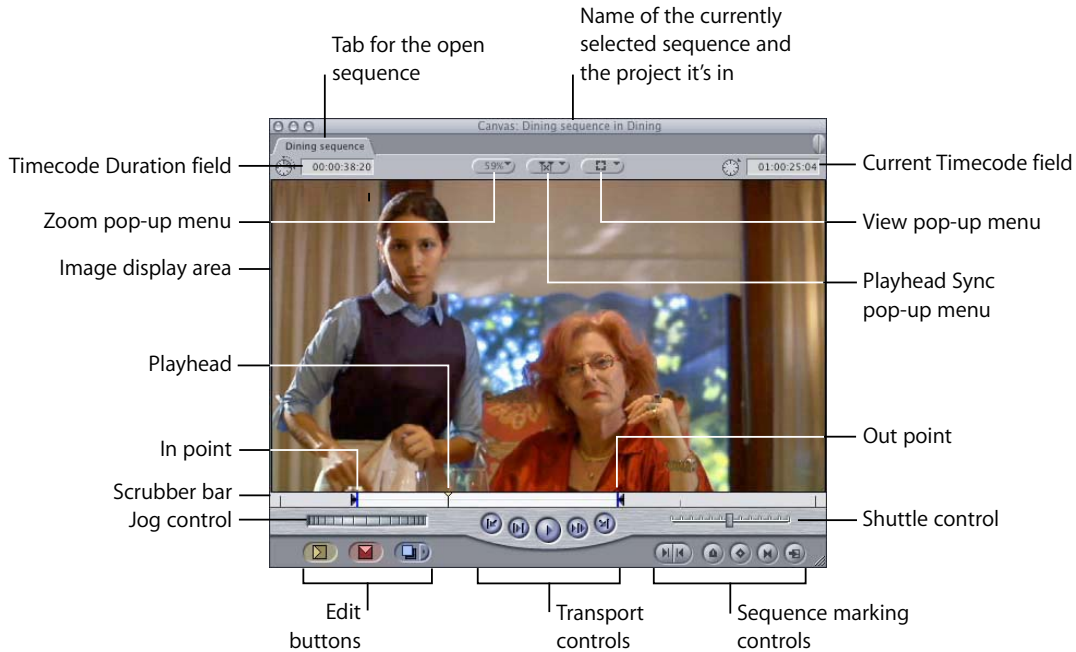 Name of the currently
selected sequence and
the project it's in
Tab for the open
sequence
Canvas: Dining sequence in Dining
Dining sequence
Timecode Duration field
00:00:38:20
59%
01:00:25:04
Current Timecode field
Zoom pop-up menu
View pop-up menu
Image display area
Playhead Sync
pop-up menu
Playhead
In point
Out point
Scrubber bar
Jog control
Shuttle control
Edit
buttons
Transport
controls
Sequence marking
controls